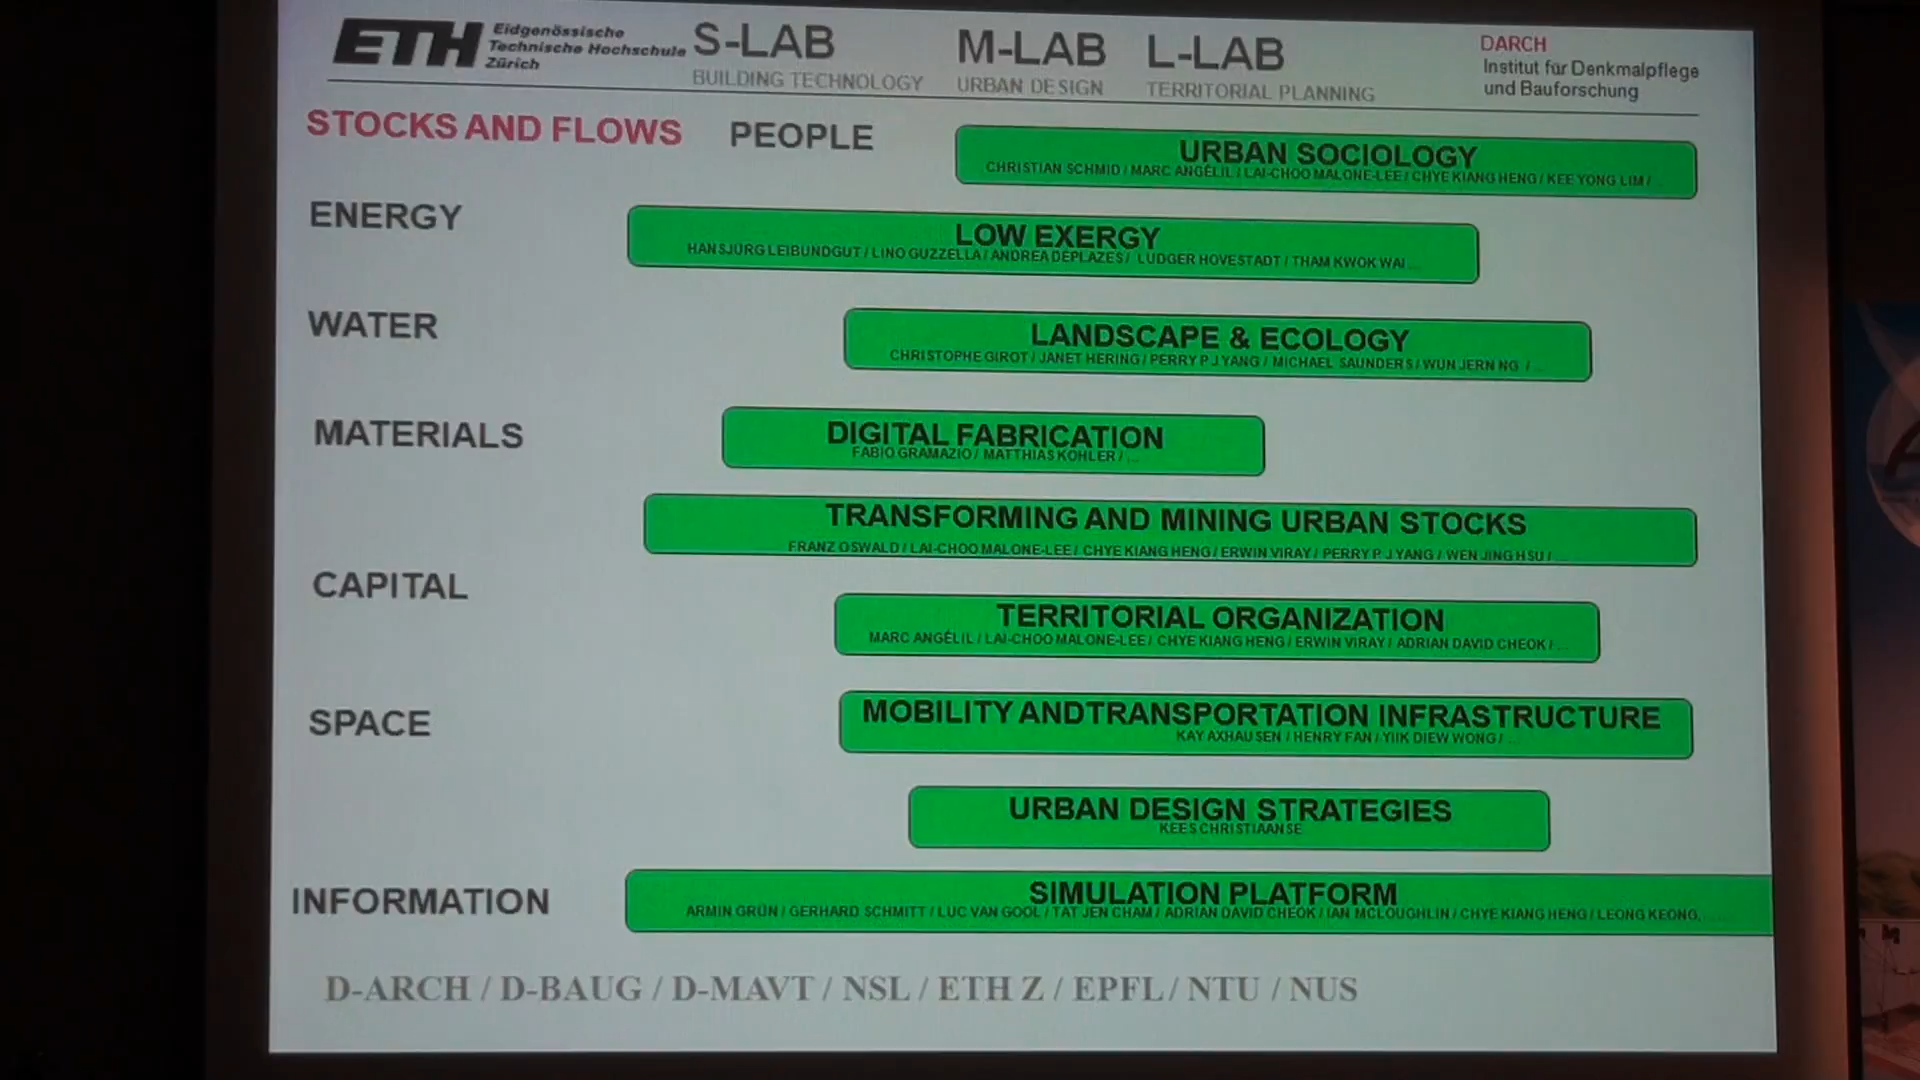 ETH Eidgenössische
Technische Hochschule
Zürich
S-LAB
BUILDING TECHNOLOGY
M-LAB
URBAN DESIGN
L-LAB
TERRITORIAL PLANNING
DARCH
Institut für Denkmalpflege
und Bauforschung
STOCKS AND FLOWS
PEOPLE
URBAN SOCIOLOGY
CHRISTIAN SCHMID / MARC ANGÉLIL / LAI-CHOO MALONE-LEE / CHYE KIANG HENG / KEE YONG LIM / ...
ENERGY
LOW EXERGY
HANSJÜRG LEIBUNDGUT / LINO GUZZELLA / ANDREA DEPLAZES / LUDGER HOVESTADT / THAM KWOK WAI ...
WATER
LANDSCAPE & ECOLOGY
CHRISTOPHE GIROT / JANET HERING / PERRY P J YANG / MICHAEL SAUNDERS / WUN JERN NG / ...
MATERIALS
DIGITAL FABRICATION
FABIO GRAMAZIO / MATTHIAS KOHLER / ...
TRANSFORMING AND MINING URBAN STOCKS
FRANZ OSWALD / LAI-CHOO MALONE-LEE / CHYE KIANG HENG / ERWIN VIRAY / PERRY P J YANG / WEN JING HSU / ...
CAPITAL
TERRITORIAL ORGANIZATION
MARC ANGÉLIL / LAI-CHOO MALONE-LEE / CHYE KIANG HENG / ERWIN VIRAY / ADRIAN DAVID CHEOK / ...
SPACE
MOBILITY ANDTRANSPORTATION INFRASTRUCTURE
KAY AXHAUSEN / HENRY FAN / YIIK DIEW WONG / ...
URBAN DESIGN STRATEGIES
KEES CHRISTIAANSE
INFORMATION
SIMULATION PLATFORM
ARMIN GRÜN / GERHARD SCHMITT / LUC VAN GOOL / TAT JEN CHAM / ADRIAN DAVID CHEOK / IAN MCLOUGHLIN / CHYE KIANG HENG / LEONG KEONG, ...
D-ARCH / D-BAUG / D-MAVT / NSL / ETH Z / EPFL / NTU / NUS